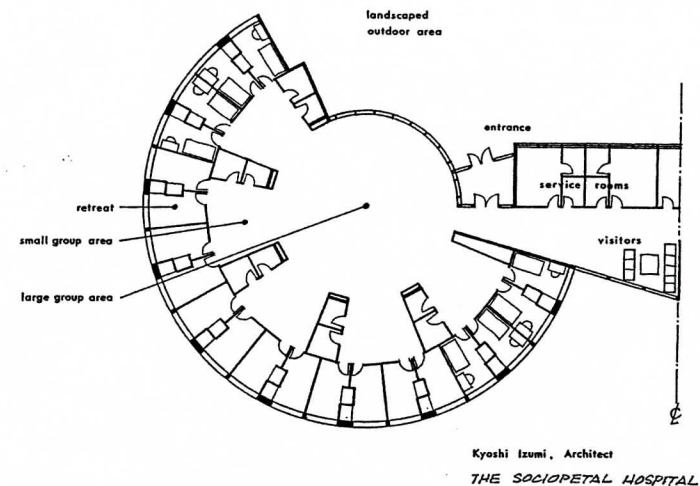 landscaped
outdoor area
entrance
service rooms
retreat
small group area
visitors
large group area
℄
Kyoshi Izumi, Architect
THE SOCIOPETAL HOSPITAL